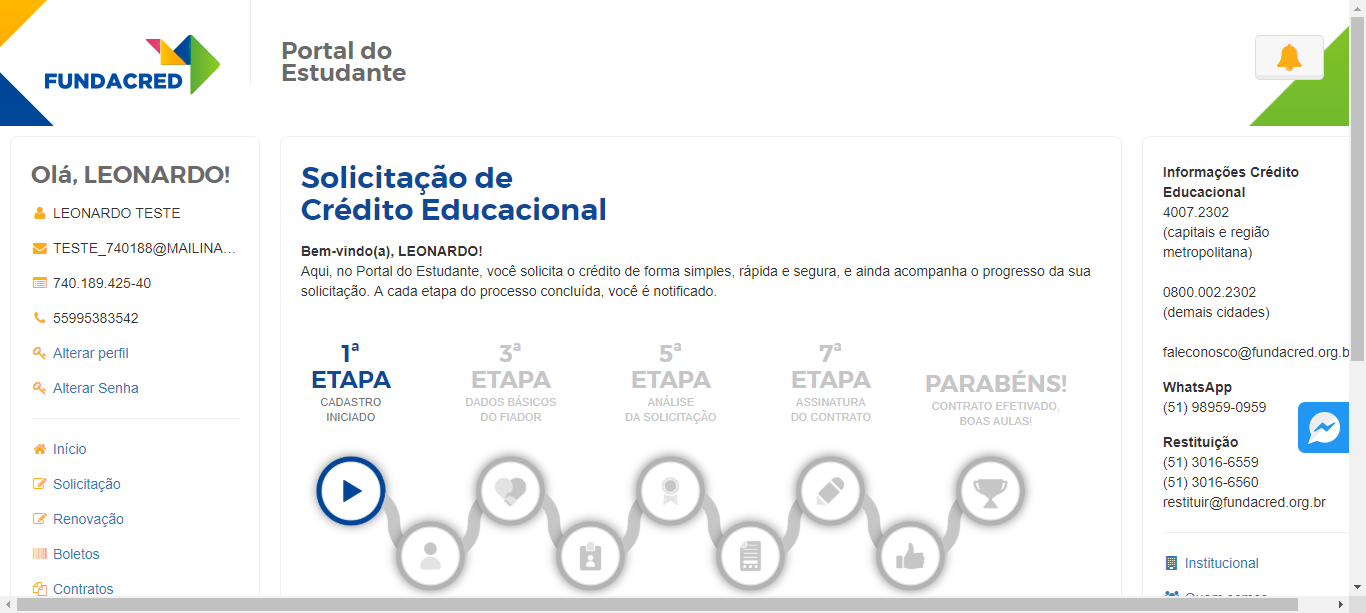 FUNDACRED
Portal do
Estudante
Olá, LEONARDO!
LEONARDO TESTE
TESTE_740188@MAILINA...
740.189.425-40
55995383542
Alterar perfil
Alterar Senha
Início
Solicitação
Renovação
Boletos
Contratos
Solicitação de
Crédito Educacional
Bem-vindo(a), LEONARDO!
Aqui, no Portal do Estudante, você solicita o crédito de forma simples, rápida e segura, e ainda acompanha o progresso da sua
solicitação. A cada etapa do processo concluída, você é notificado.
1ª
ETAPA
CADASTRO
INICIADO
3ª
ETAPA
DADOS BÁSICOS
DO FIADOR
5ª
ETAPA
ANÁLISE
DA SOLICITAÇÃO
7ª
ETAPA
ASSINATURA
DO CONTRATO
PARABÉNS!
CONTRATO EFETIVADO,
BOAS AULAS!
Informações Crédito
Educacional
4007.2302
(capitais e região
metropolitana)
0800.002.2302
(demais cidades)
faleconosco@fundacred.org.b
WhatsApp
(51) 98959-0959
Restituição
(51) 3016-6559
(51) 3016-6560
restituir@fundacred.org.br
Institucional
Quem somos